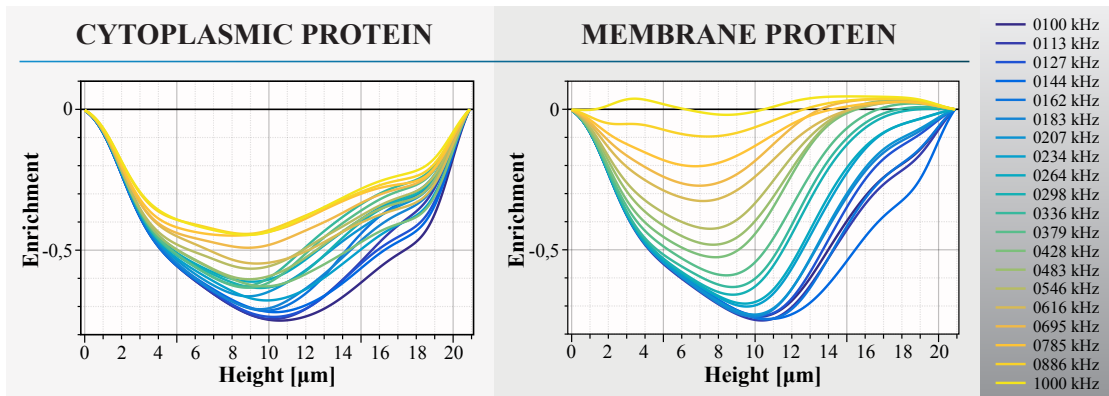 CYTOPLASMIC PROTEIN
Enrichment
0
-0,5
0 2 4 6 8 10 12 14 16 18 20
Height [μm]
MEMBRANE PROTEIN
Enrichment
0
-0,5
0 2 4 6 8 10 12 14 16 18 20
Height [μm]
0100 kHz
0113 kHz
0127 kHz
0144 kHz
0162 kHz
0183 kHz
0207 kHz
0234 kHz
0264 kHz
0298 kHz
0336 kHz
0379 kHz
0428 kHz
0483 kHz
0546 kHz
0616 kHz
0695 kHz
0785 kHz
0886 kHz
1000 kHz